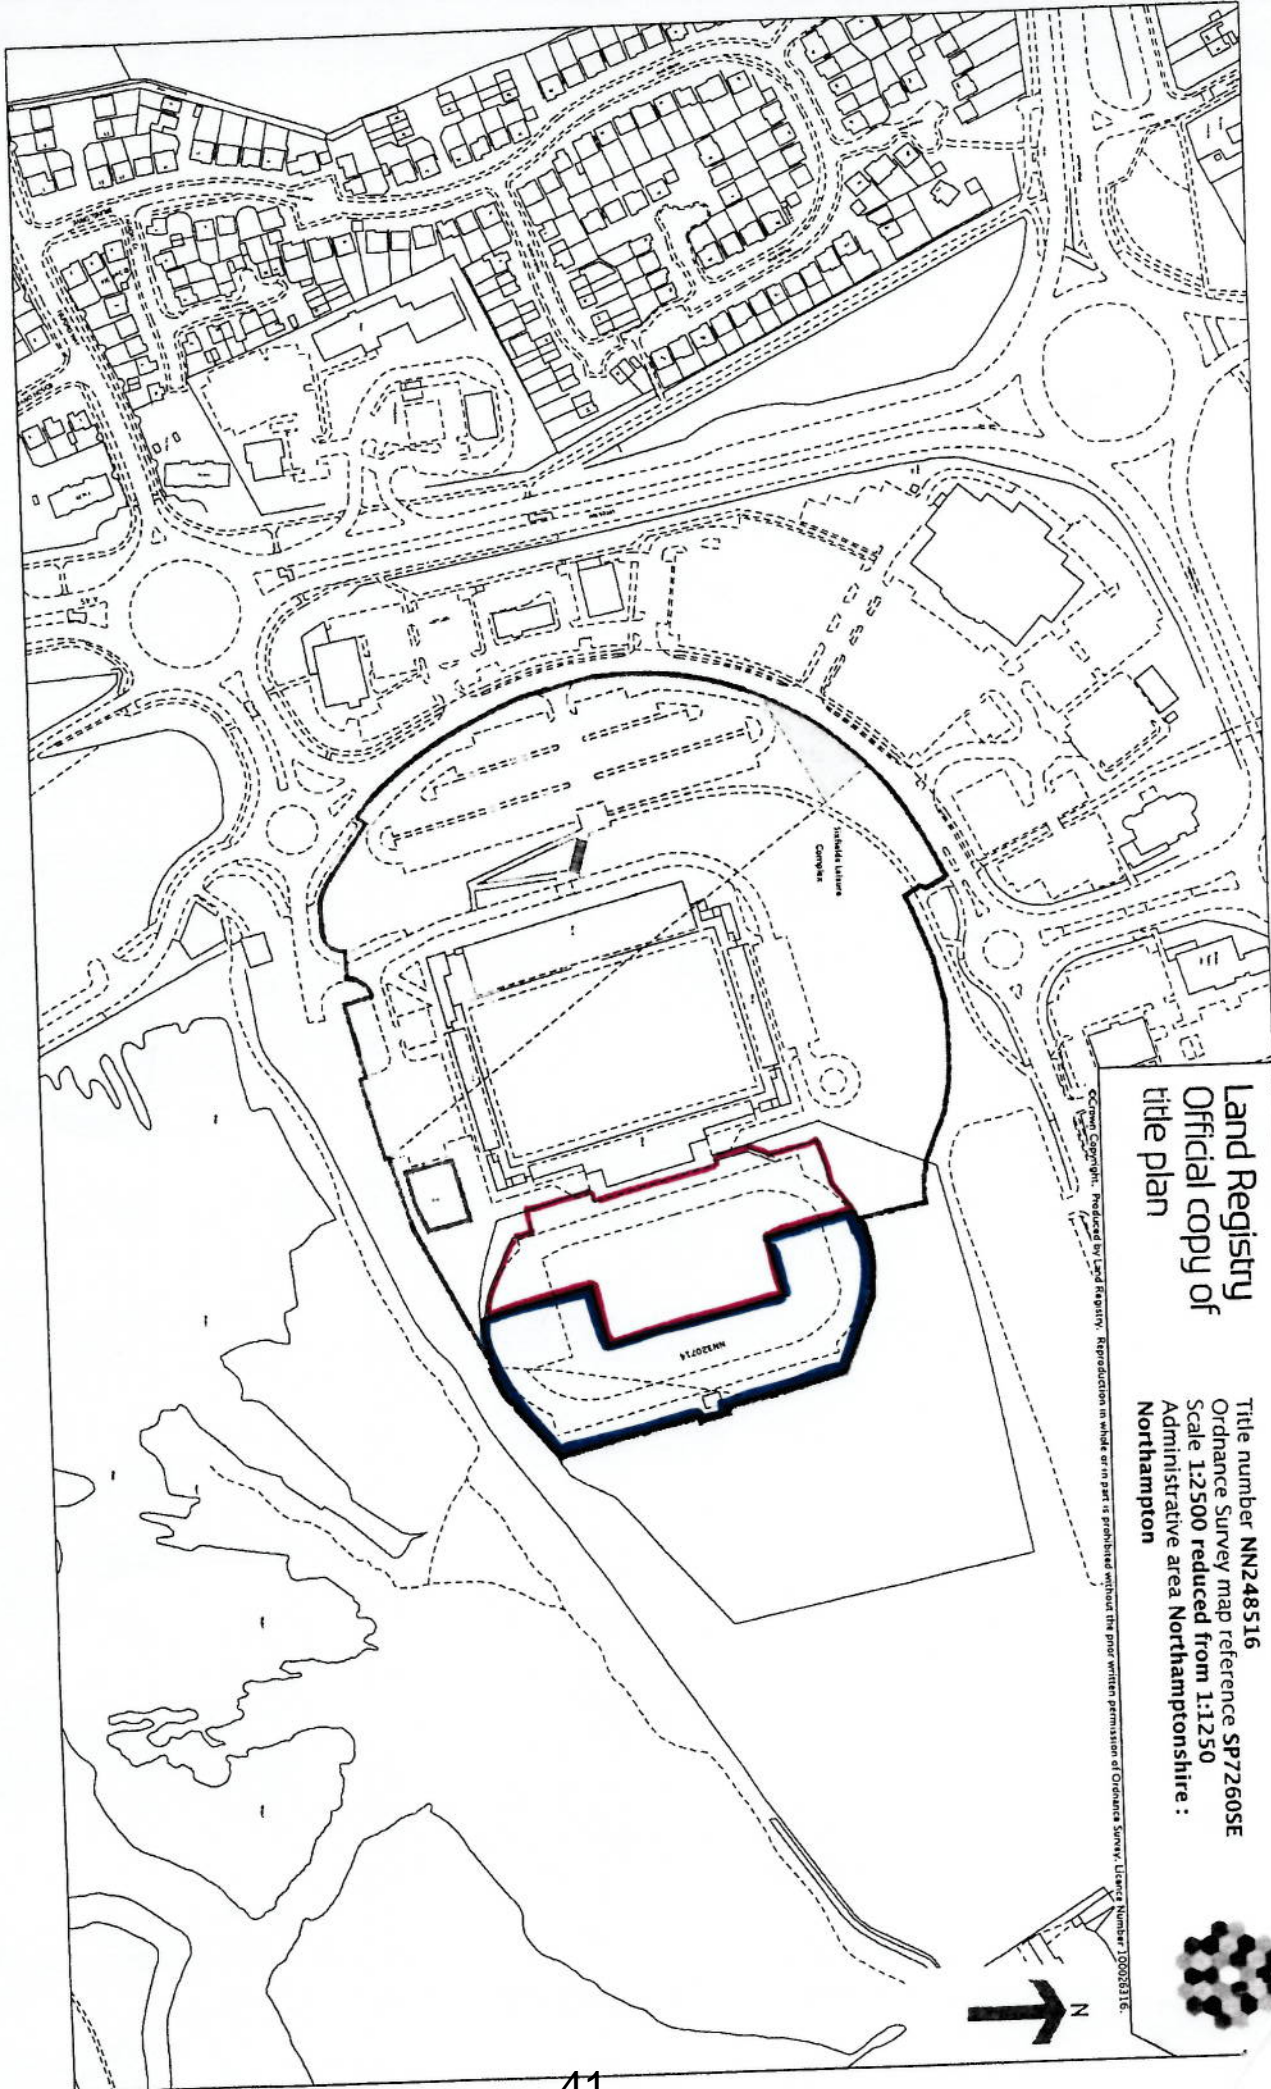 Land Registry
Official copy of
title plan
Title number NN248516
Ordnance Survey map reference SP7260SE
Scale 1:2500 reduced from 1:1250
Administrative area Northamptonshire :
Northampton
©Crown Copyright. Produced by Land Registry. Reproduction in whole or in part is prohibited without the prior written permission of Ordnance Survey. Licence Number 100026316.
N
Sixfields Leisure
Complex
NN320714
41